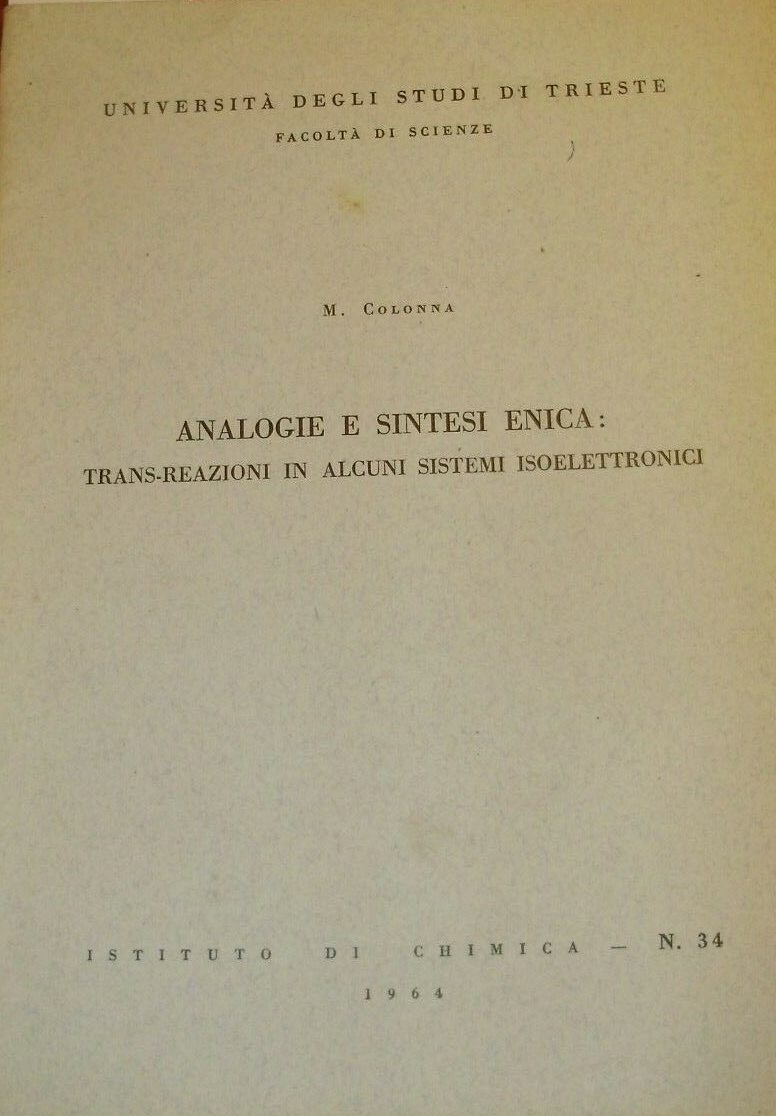 UNIVERSITÀ DEGLI STUDI DI TRIESTE
FACOLTÀ DI SCIENZE
M. COLONNA
ANALOGIE E SINTESI ENICA:
TRANS-REAZIONI IN ALCUNI SISTEMI ISOELETTRONICI
ISTITUTO DI CHIMICA — N. 34
1964